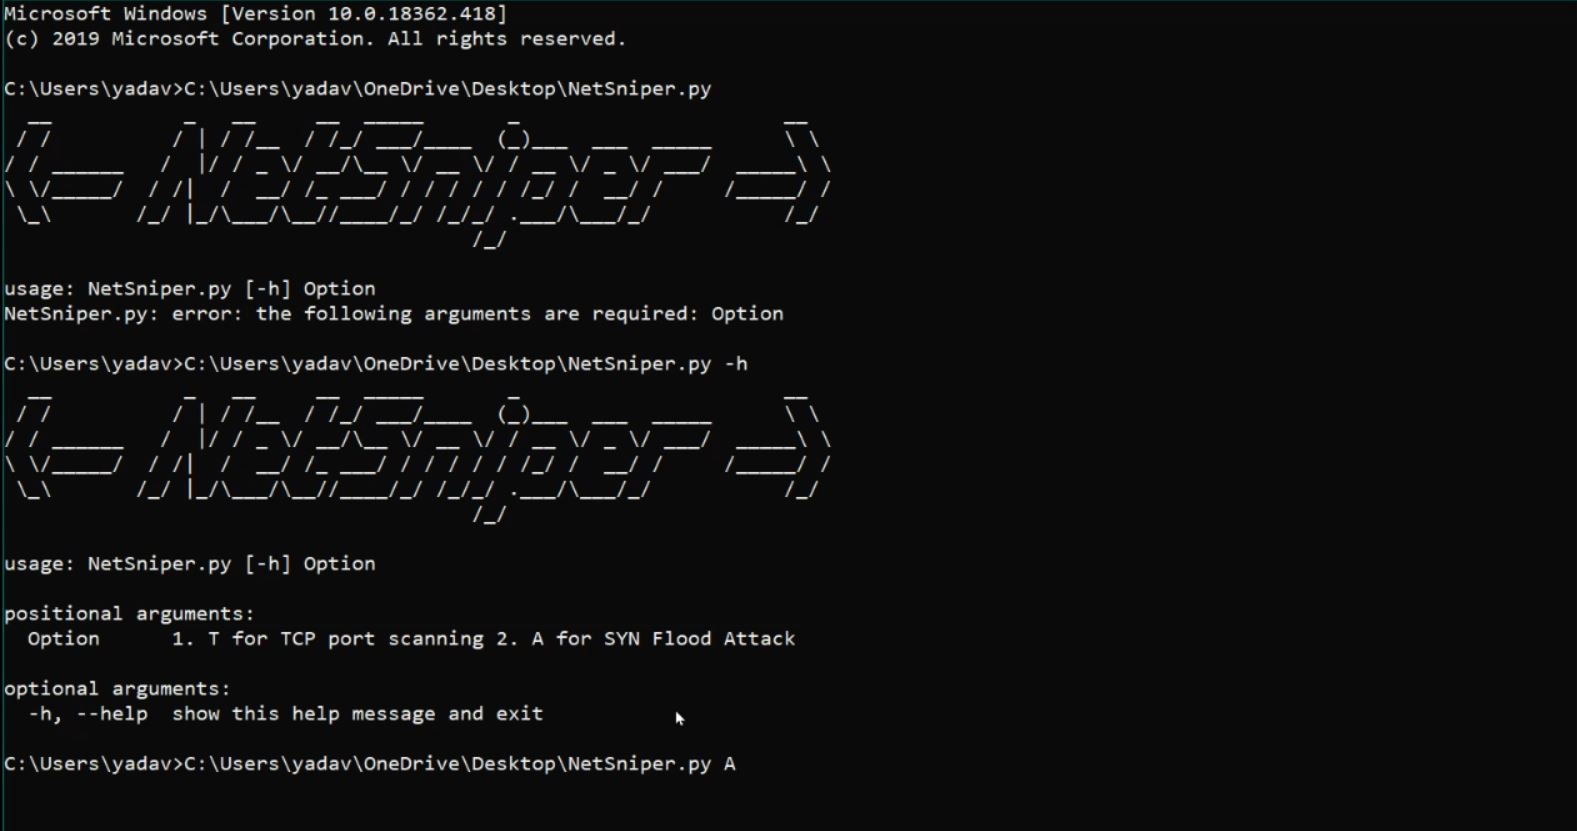 Microsoft Windows [Version 10.0.18362.418]
(c) 2019 Microsoft Corporation. All rights reserved.
C:\Users\yadav>C:\Users\yadav\OneDrive\Desktop\NetSniper.py
NetSniper
usage: NetSniper.py [-h] Option
NetSniper.py: error: the following arguments are required: Option
C:\Users\yadav>C:\Users\yadav\OneDrive\Desktop\NetSniper.py -h
NetSniper
usage: NetSniper.py [-h] Option
positional arguments:
Option 1. T for TCP port scanning 2. A for SYN Flood Attack
optional arguments:
-h, --help show this help message and exit
C:\Users\yadav>C:\Users\yadav\OneDrive\Desktop\NetSniper.py A